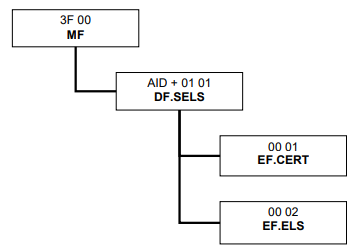 3F 00
MF
AID + 01 01
DF.SELS
00 01
EF.CERT
00 02
EF.ELS